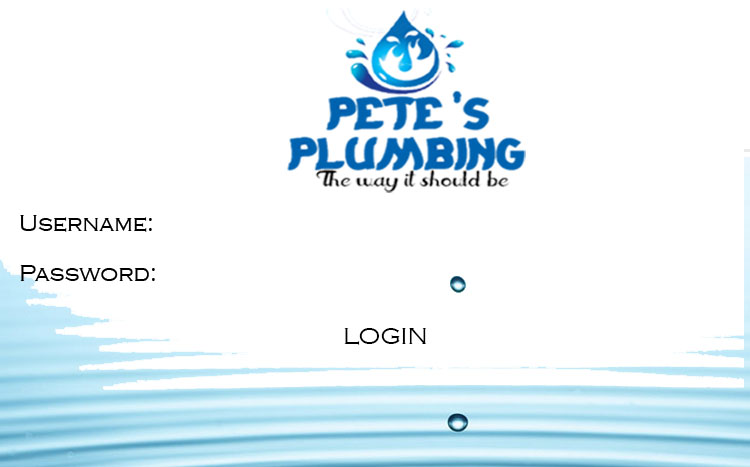 PETE'S
PLUMBING
The way it should be
USERNAME:
PASSWORD:
LOGIN